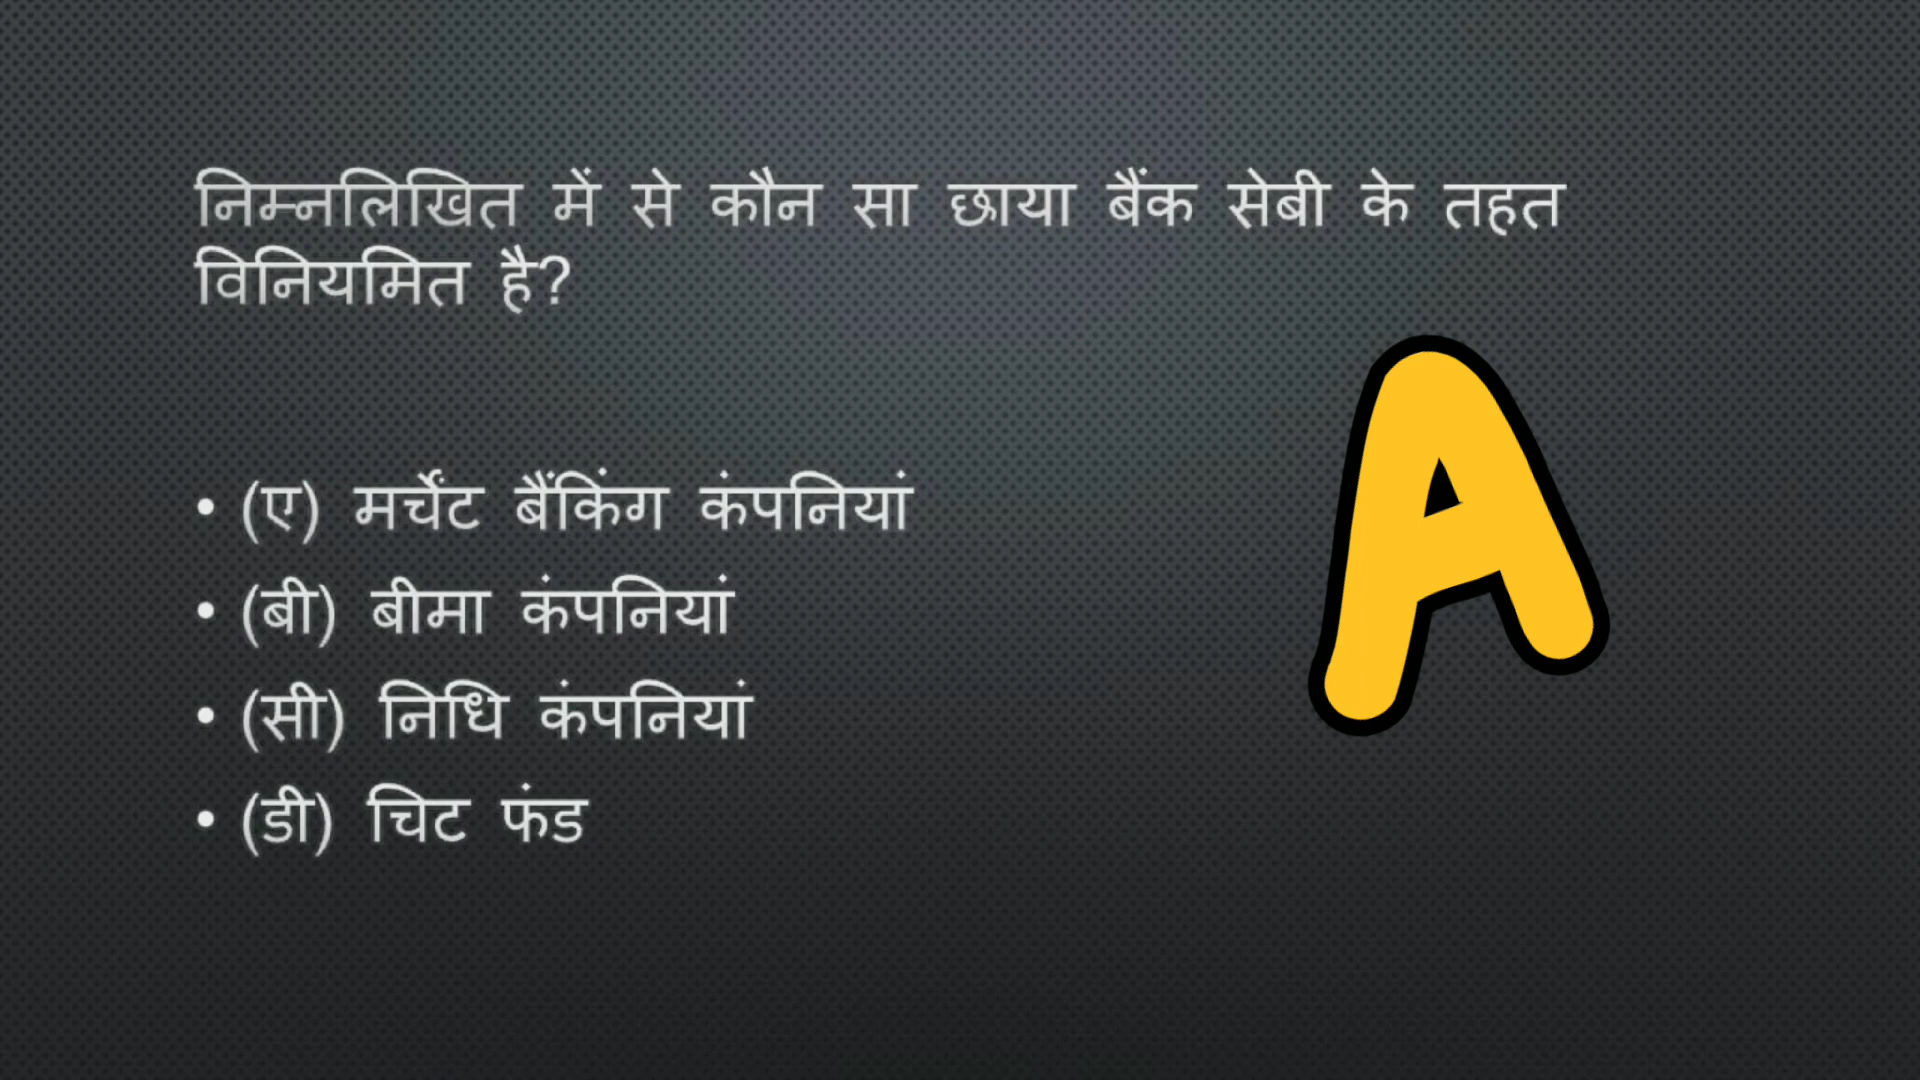 निम्नलिखित में से कौन सा छाया बैंक सेबी के तहत
विनियमित है?
A
• (ए) मर्चेंट बैंकिंग कंपनियां
• (बी) बीमा कंपनियां
• (सी) निधि कंपनियां
• (डी) चिट फंड